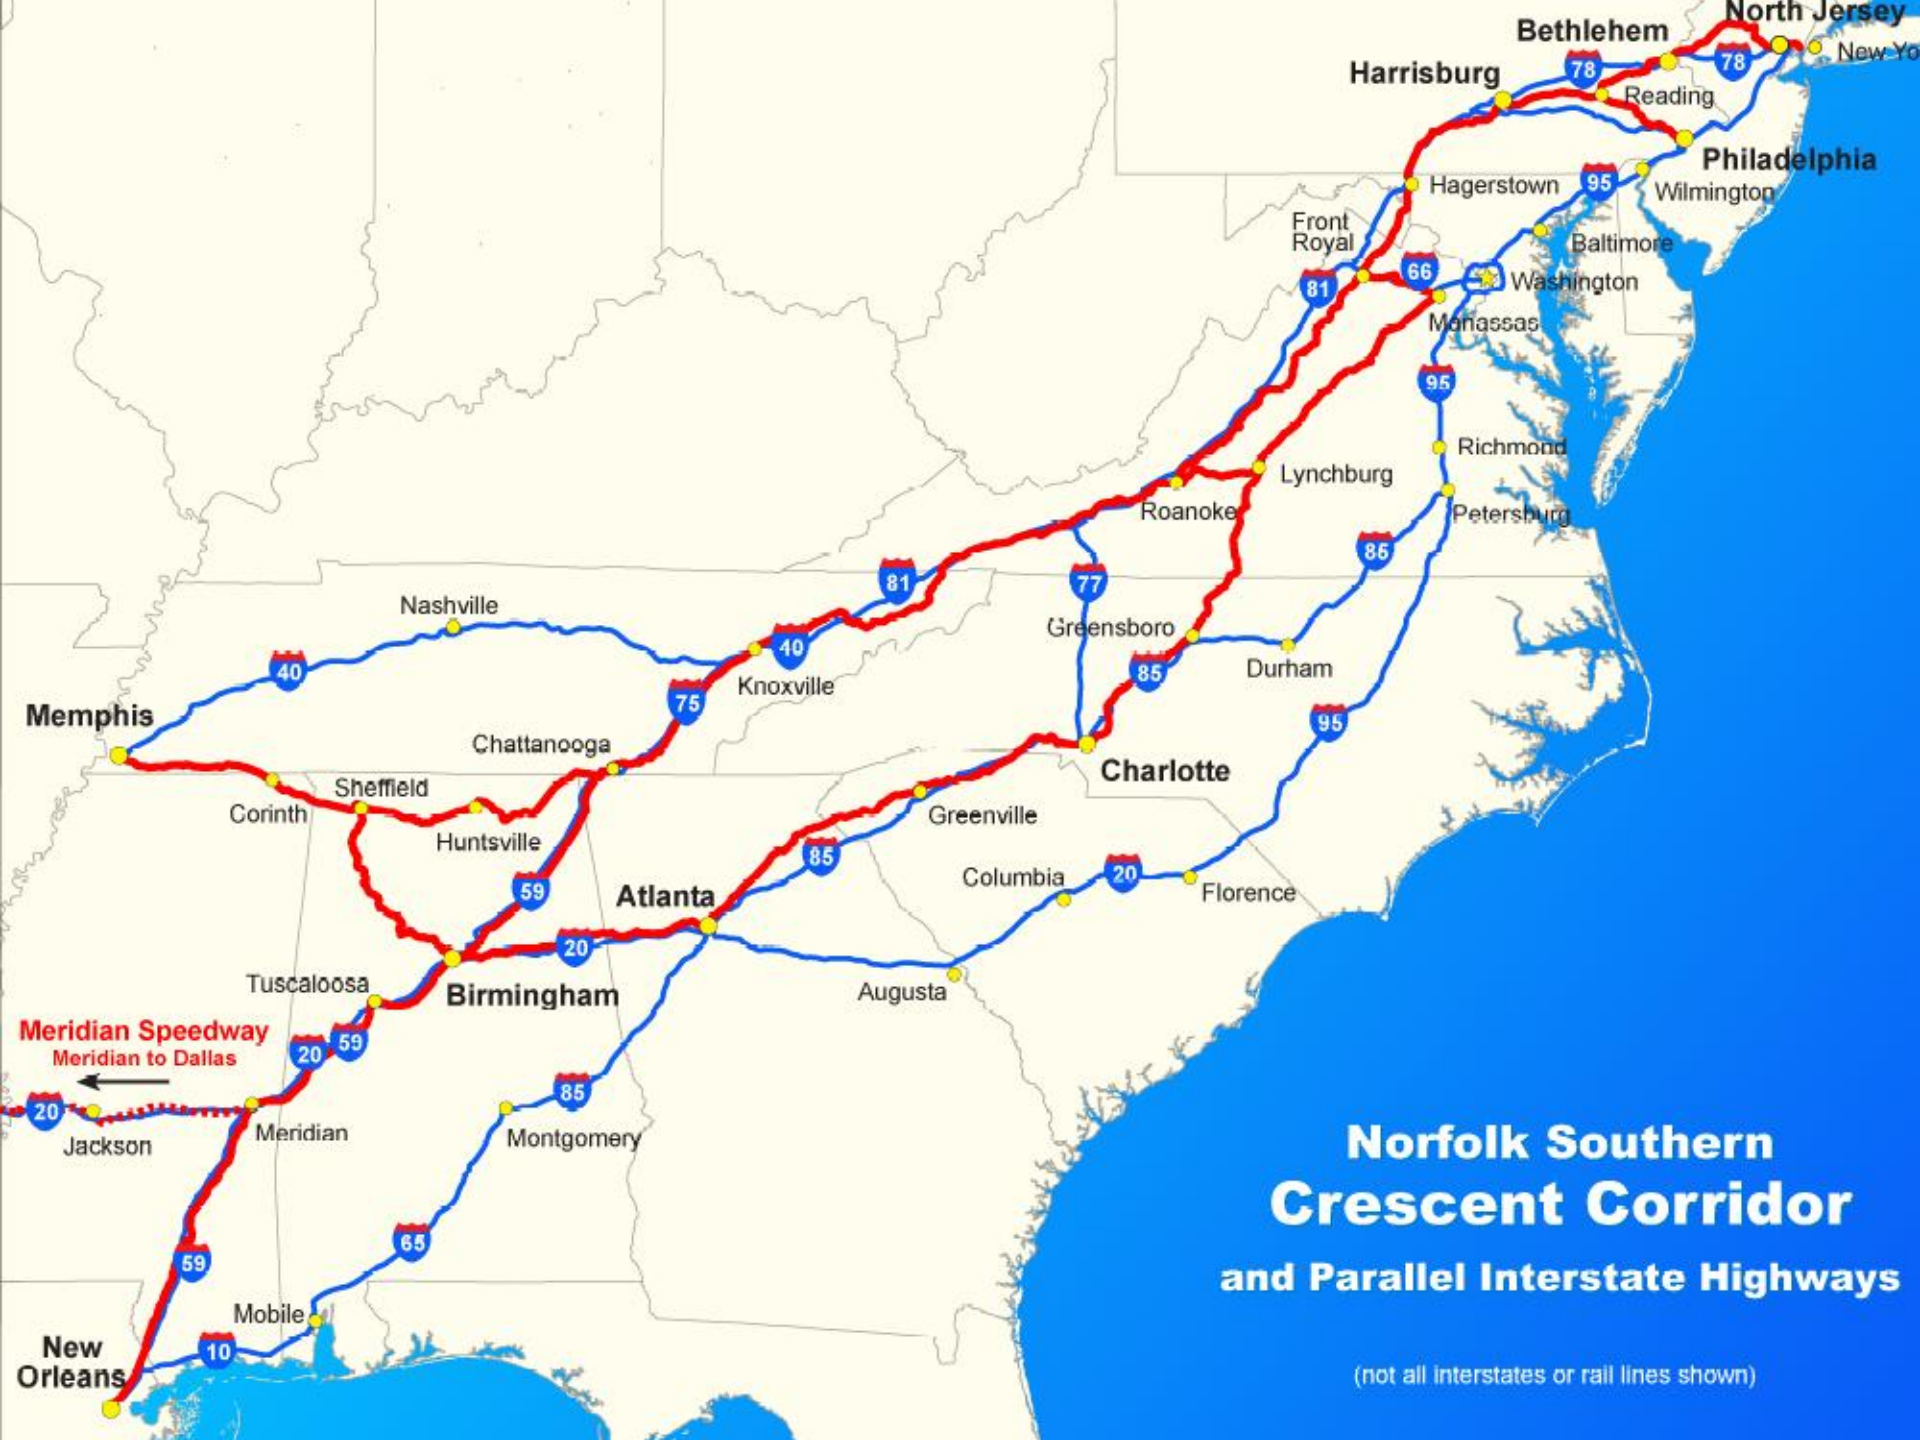 North Jersey
Bethlehem
78
78
New Yo
Harrisburg
Reading
Philadelphia
Hagerstown
95
Wilmington
Front
Royal
Baltimore
66
81
Washington
Manassas
95
Richmond
Lynchburg
Roanoke
Petersburg
85
81
77
Nashville
Greensboro
40
40
85
Durham
Knoxville
75
95
Memphis
Chattanooga
Charlotte
Sheffield
Corinth
Greenville
Huntsville
85
59
Atlanta
Columbia
20
Florence
20
Tuscaloosa
Birmingham
Augusta
Meridian Speedway
Meridian to Dallas
20
59
85
20
Jackson
Meridian
Montgomery
65
59
Mobile
10
New
Orleans
Norfolk Southern
Crescent Corridor
and Parallel Interstate Highways
(not all interstates or rail lines shown)